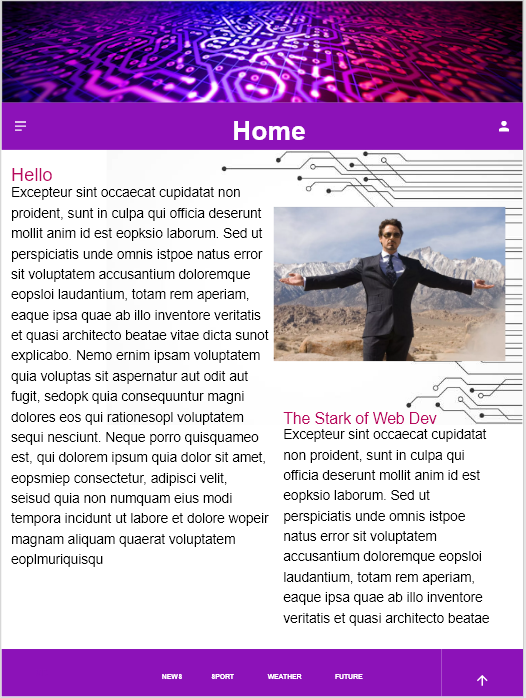 Home
Hello
Excepteur sint occaecat cupidatat non
proident, sunt in culpa qui officia deserunt
mollit anim id est eopksio laborum. Sed ut
perspiciatis unde omnis istpoe natus error
sit voluptatem accusantium doloremque
eopsloi laudantium, totam rem aperiam,
eaque ipsa quae ab illo inventore veritatis
et quasi architecto beatae vitae dicta sunot
explicabo. Nemo ernim ipsam voluptatem
quia voluptas sit aspernatur aut odit aut
fugit, sedopk quia consequuntur magni
dolores eos qui rationesopl voluptatem
sequi nesciunt. Neque porro quisquameo
est, qui dolorem ipsum quia dolor sit amet,
eopsmiep consectetur, adipisci velit,
seisud quia non numquam eius modi
tempora incidunt ut labore et dolore wopeir
magnam aliquam quaerat voluptatem
eoplmuriquisqu
The Stark of Web Dev
Excepteur sint occaecat cupidatat
non proident, sunt in culpa qui
officia deserunt mollit anim id est
eopksio laborum. Sed ut
perspiciatis unde omnis istpoe
natus error sit voluptatem
accusantium doloremque eopsloi
laudantium, totam rem aperiam,
eaque ipsa quae ab illo inventore
veritatis et quasi architecto beatae
NEWS SPORT WEATHER FUTURE